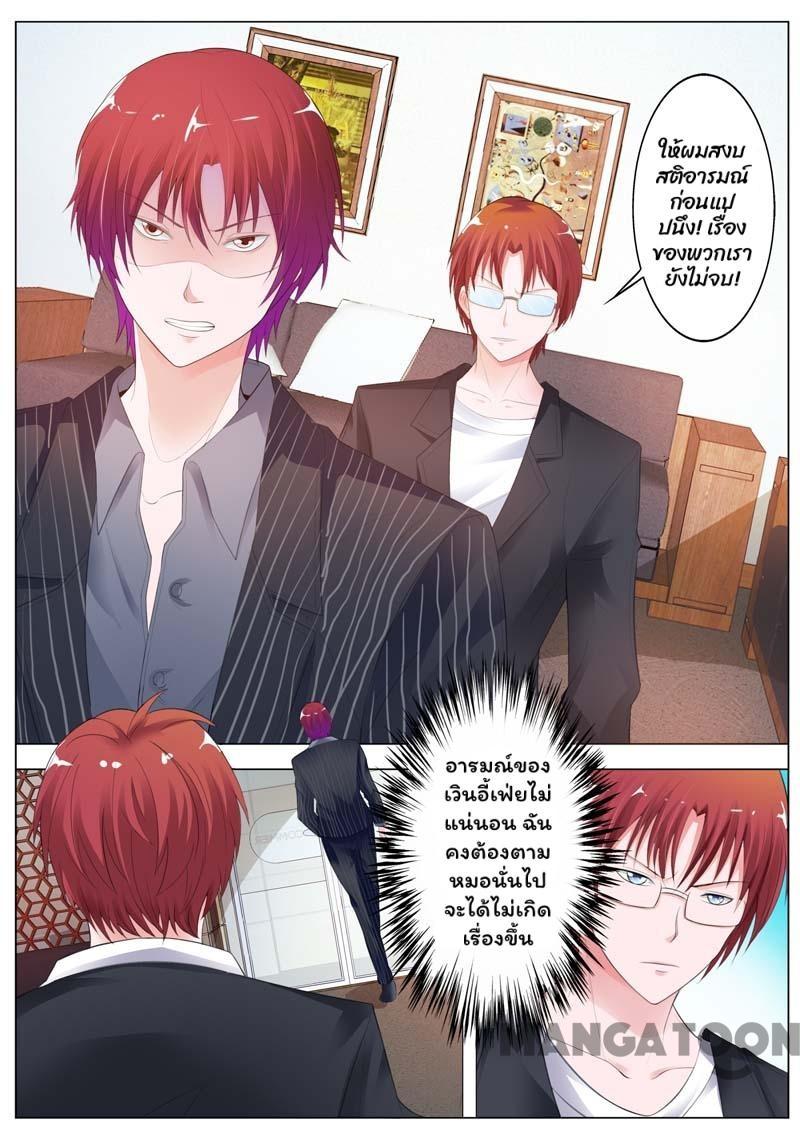 ให้ผมสงบ
สติอารมณ์
ก่อนแป
ปนึง! เรื่อง
ของพวกเรา
ยังไม่จบ!
อารมณ์ของ
เวินอี้เฟ่ยไม่
แน่นอน ฉัน
คงต้องตาม
หมอนั่นไป
จะได้ไม่เกิด
เรื่องขึ้น
MANGATOON